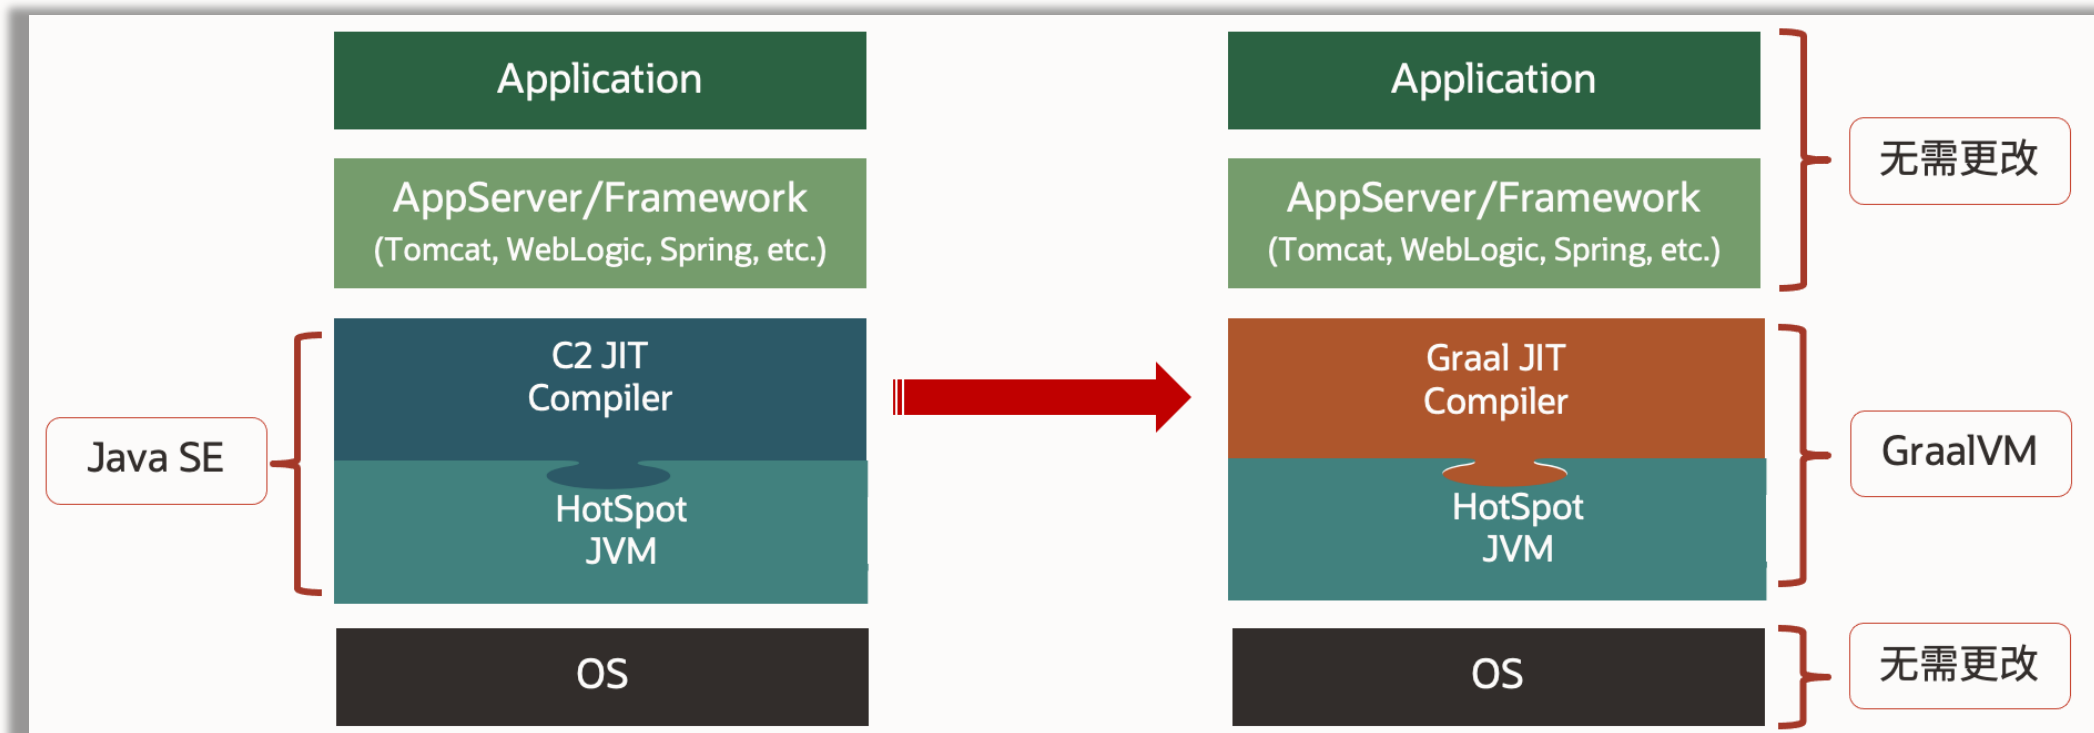 Application
AppServer/Framework
(Tomcat, WebLogic, Spring, etc.)
Java SE
C2 JIT
Compiler
HotSpot
JVM
OS
Application
AppServer/Framework
(Tomcat, WebLogic, Spring, etc.)
无需更改
Graal JIT
Compiler
HotSpot
JVM
GraalVM
OS
无需更改